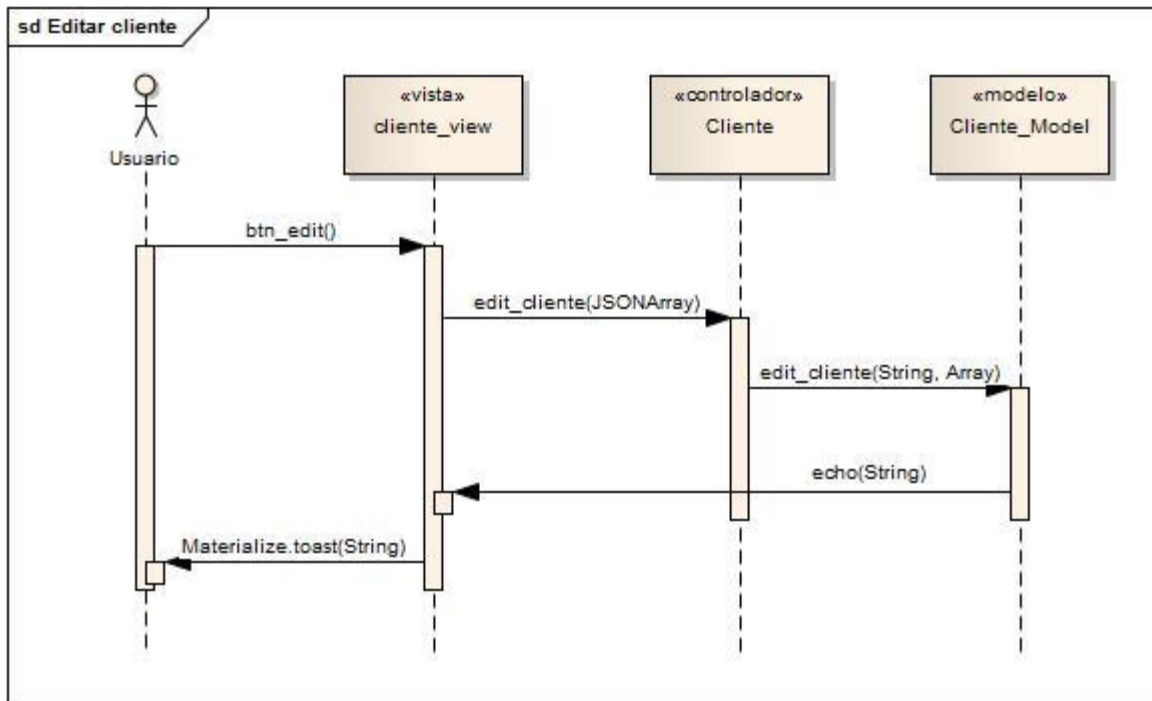 sd Editar cliente
Usuario
«vista»
cliente_view
«controlador»
Cliente
«modelo»
Cliente_Model
btn_edit()
edit_cliente(JSONArray)
edit_cliente(String, Array)
echo(String)
Materialize.toast(String)